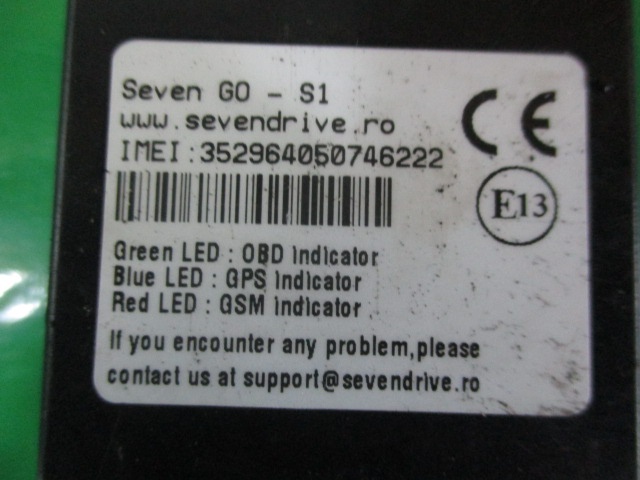 Seven GO - S1
www.sevendrive.ro
IMEI:352964050746222
CE
E13
Green LED : OBD indicator
Blue LED : GPS indicator
Red LED : GSM indicator
If you encounter any problem,please
contact us at support@sevendrive.ro